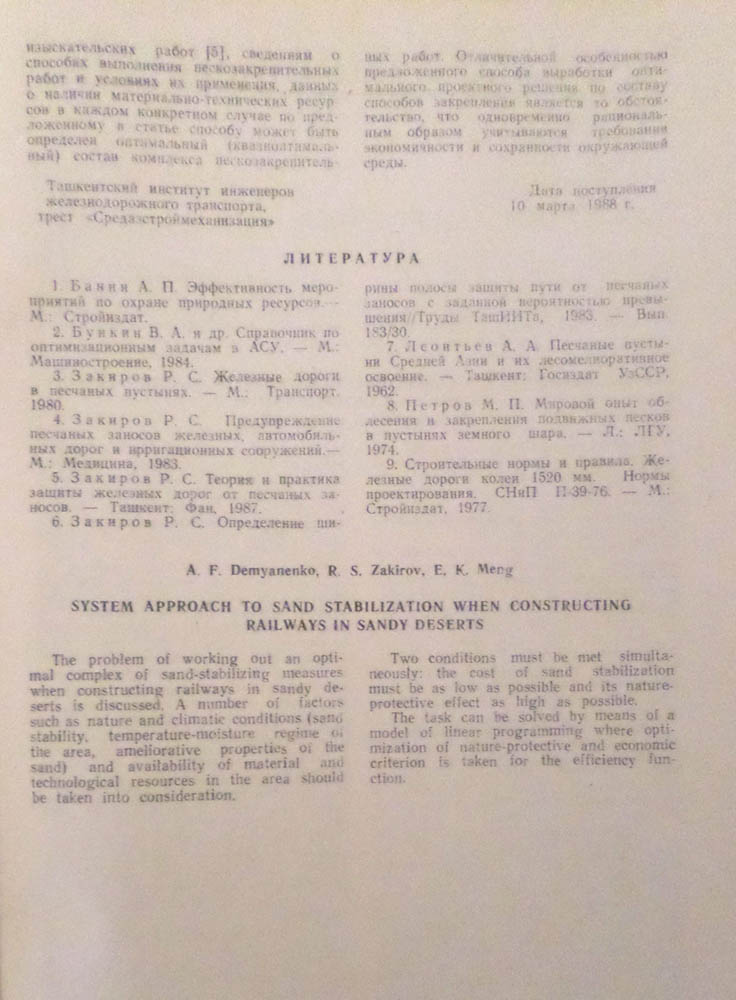 изыскательских работ [5], сведениям о
способах выполнения пескозакрепительных
работ и условиях их применения, данных
о наличии материально-технических ресур-
сов в каждом конкретном случае по пред-
ложенному в статье способу может быть
определен оптимальный (квазиоптималь-
ный) состав комплекса пескозакрепитель-
ных работ. Отличительной особенностью
предложенного способа выработки опти-
мального проектного решения по составу
способов закрепления является то обстоя-
тельство, что одновременно рациональ-
ным образом учитываются требования
экономичности и сохранности окружающей
среды.
Ташкентский институт инженеров
железнодорожного транспорта,
трест «Средазстроймеханизация»
Дата поступления
10 марта 1988 г.
ЛИТЕРАТУРА
1. Банин А. П. Эффективность меро-
приятий по охране природных ресурсов.—
М.: Стройиздат.
2. Бункин В. А. и др. Справочник по
оптимизационным задачам в АСУ. — М.:
Машиностроение, 1984.
3. Закиров Р. С. Железные дороги
в песчаных пустынях. — М.: Транспорт.
1980.
4. Закиров Р. С. Предупреждение
песчаных заносов железных, автомобиль-
ных дорог и ирригационных сооружений.—
М.: Медицина, 1983.
5. Закиров Р. С. Теория и практика
защиты железных дорог от песчаных за-
носов. — Ташкент: Фан, 1987.
6. Закиров Р. С. Определение ши-
рины полосы защиты пути от песчаных
заносов с заданной вероятностью превы-
шения//Труды ТашИИТа, 1983. — Вып.
183/30.
7. Леонтьев А. А. Песчаные пусты-
ни Средней Азии и их лесомелиоративное
освоение. — Ташкент: Госиздат УзССР,
1962.
8. Петров М. П. Мировой опыт об-
лесения и закрепления подвижных песков
в пустынях земного шара. — Л.: ЛГУ,
1974.
9. Строительные нормы и правила. Же-
лезные дороги колеи 1520 мм. Нормы
проектирования. СНиП II-39-76. — М.:
Стройиздат, 1977.
A. F. Demyanenko, R. S. Zakirov, E. K. Meng
SYSTEM APPROACH TO SAND STABILIZATION WHEN CONSTRUCTING
RAILWAYS IN SANDY DESERTS
The problem of working out an opti-
mal complex of sand-stabilizing measures
when constructing railways in sandy de-
serts is discussed. A number of factors
such as nature and climatic conditions (sand
stability, temperature-moisture regime of
the area, ameliorative properties of the
sand) and availability of material and
technological resources in the area should
be taken into consideration.
Two conditions must be met simulta-
neously: the cost of sand stabilization
must be as low as possible and its nature-
protective effect as high as possible.
The task can be solved by means of a
model of linear programming where opti-
mization of nature-protective and economic
criterion is taken for the efficiency fun-
ction.